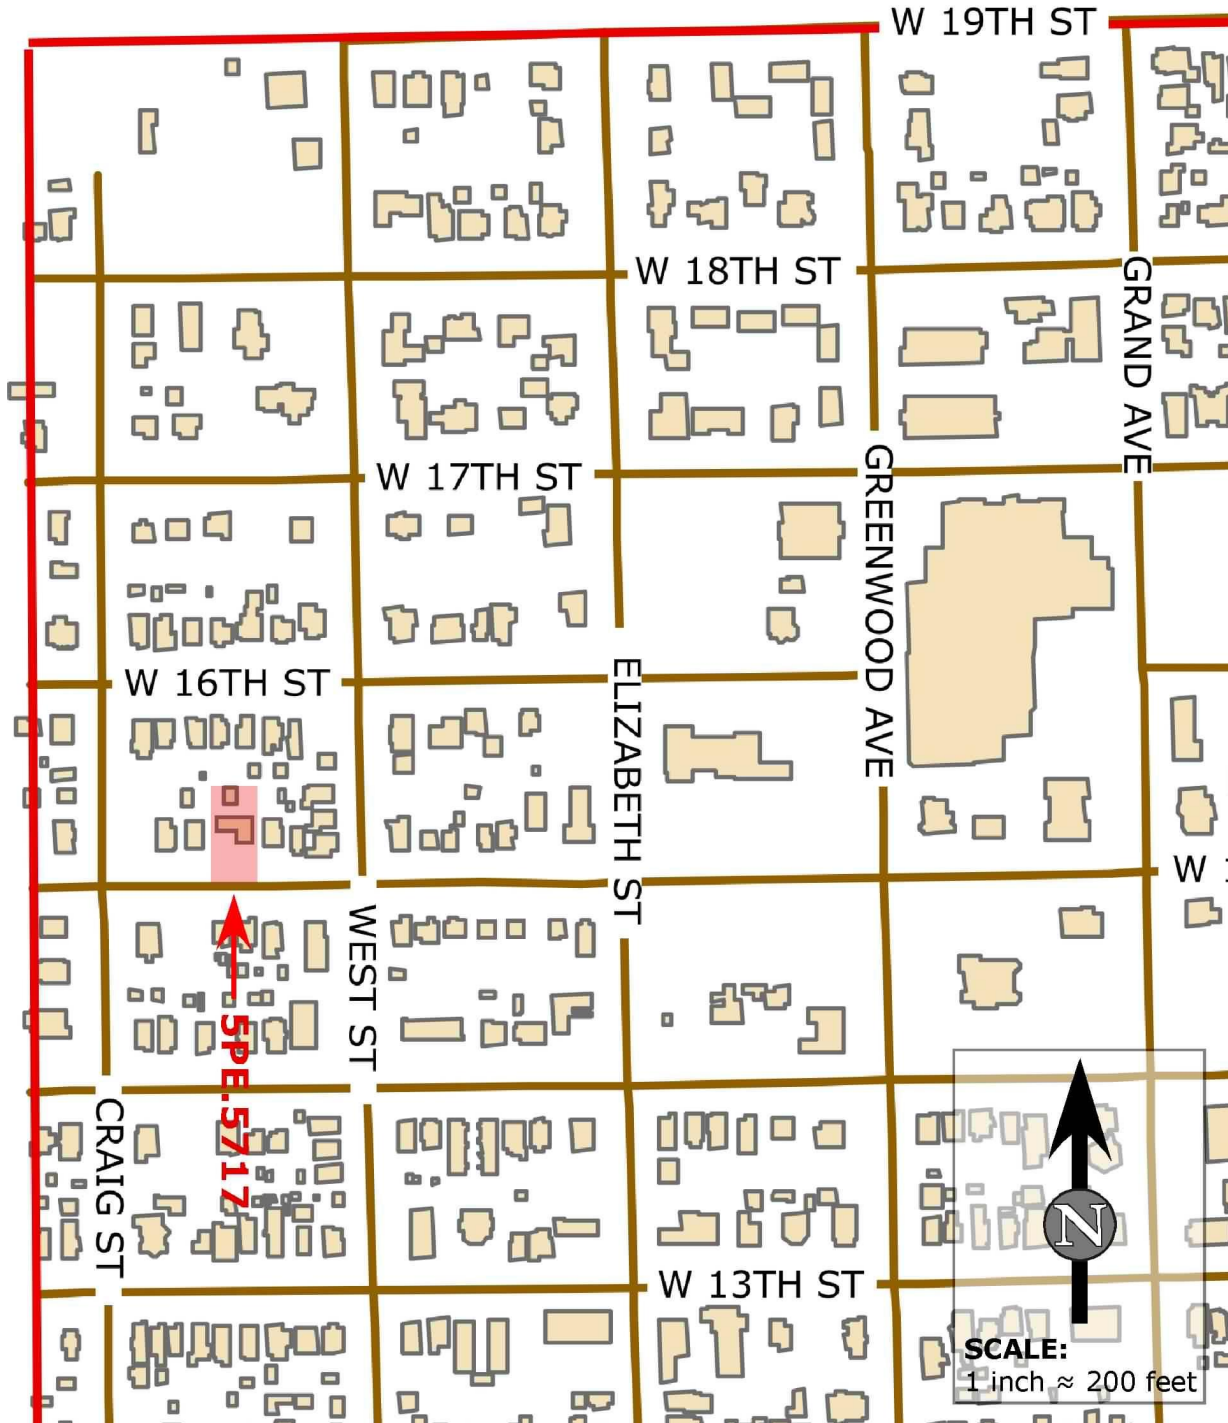 W 19TH ST
W 18TH ST
GRAND AVE
W 17TH ST
GREENWOOD AVE
W 16TH ST
ELIZABETH ST
W 1
WEST ST
5PE.5717
CRAIG ST
W 13TH ST
N
SCALE:
1 inch ≈ 200 feet